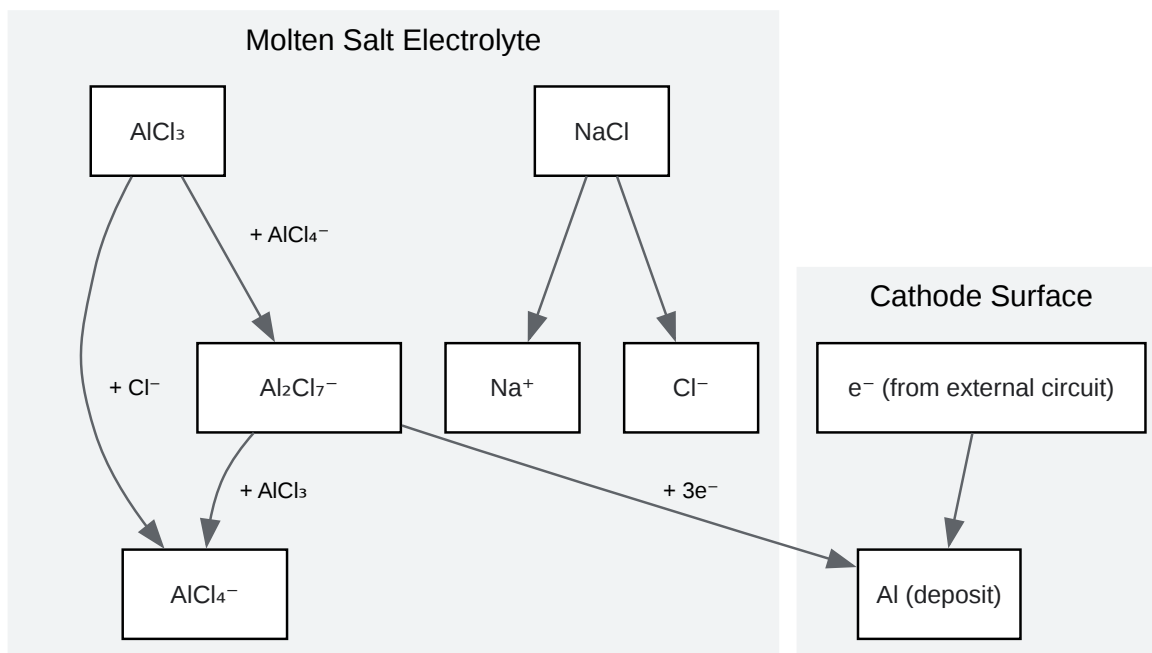 Molten Salt Electrolyte
AlCl₃
NaCl
+ AlCl₄⁻
Cathode Surface
Al₂Cl₇⁻
Na⁺
Cl⁻
e⁻ (from external circuit)
+ Cl⁻
+ AlCl₃
+ 3e⁻
AlCl₄⁻
Al (deposit)